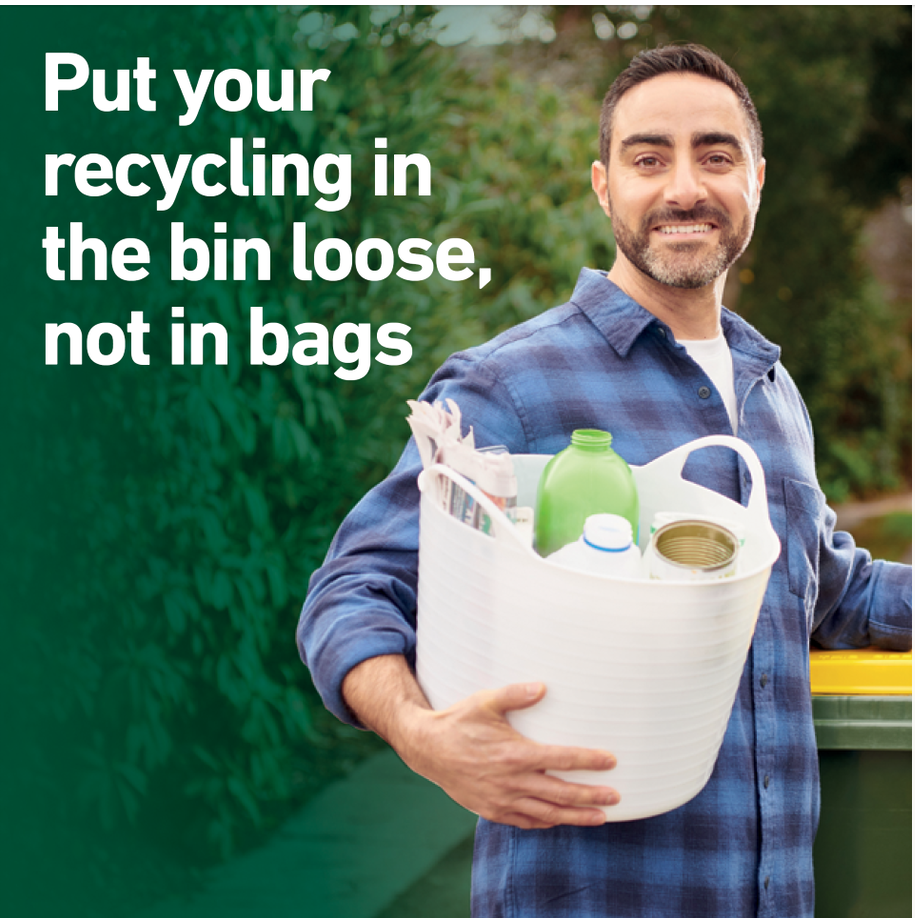 Put your
recycling in
the bin loose,
not in bags